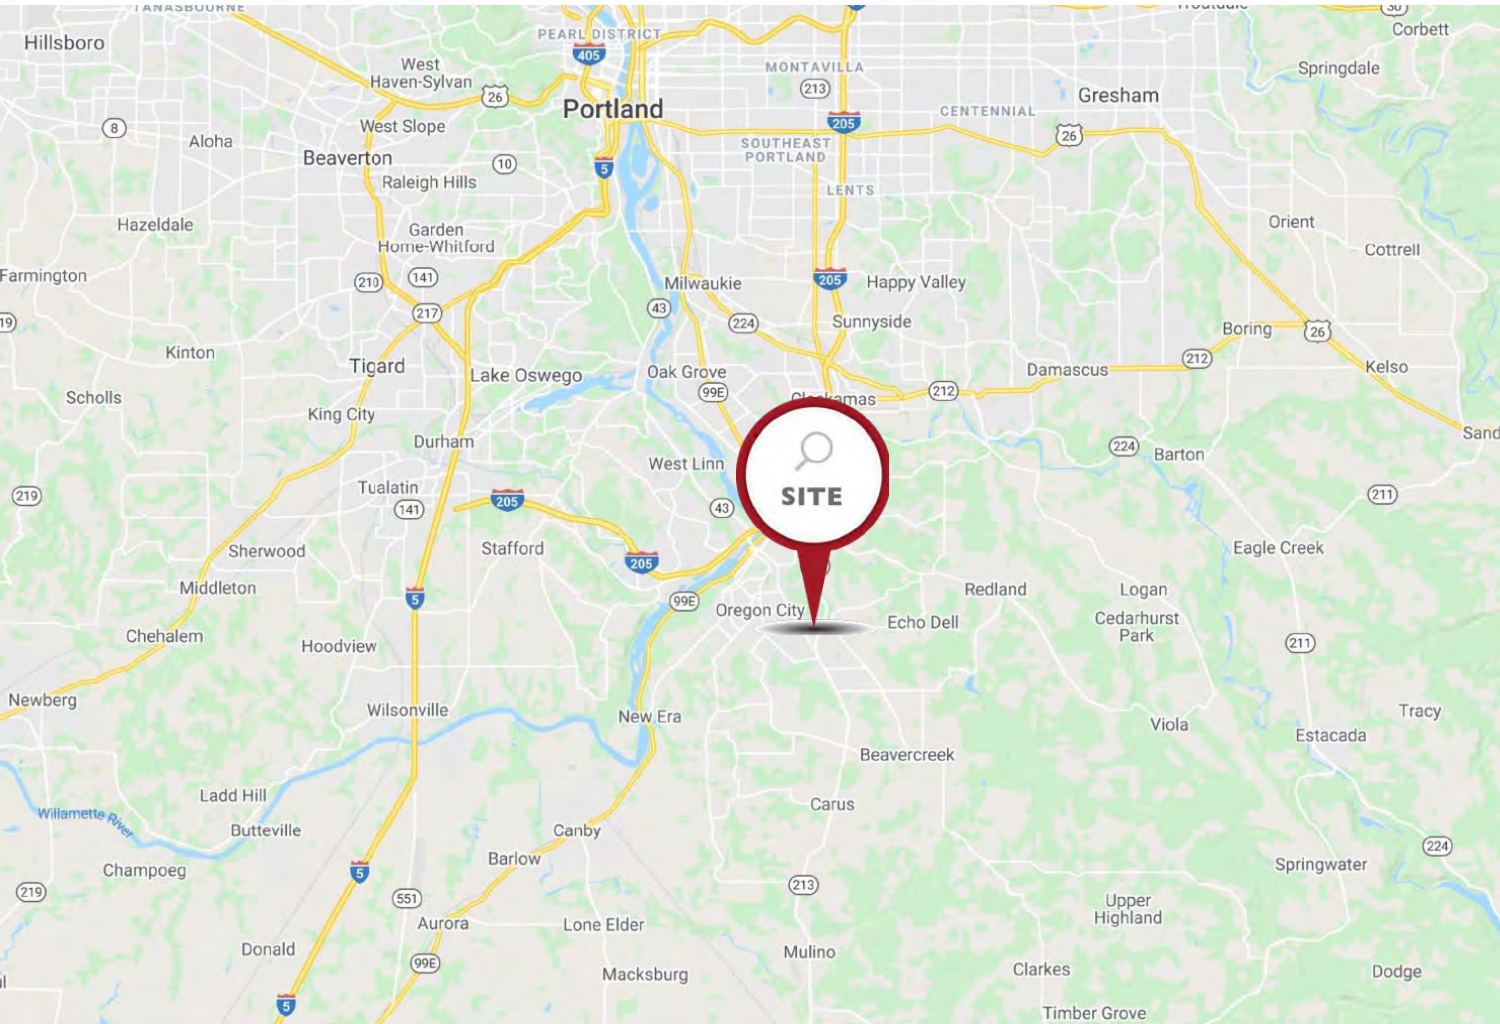 TANASBOURNE
Troutdale
30
Hillsboro
PEARL DISTRICT
Corbett
405
West
Haven-Sylvan
MONTAVILLA
Springdale
26
213
Gresham
Portland
CENTENNIAL
8
West Slope
205
26
Aloha
SOUTHEAST
PORTLAND
Beaverton
10
5
Raleigh Hills
LENTS
Hazeldale
Garden
Home-Whitford
Orient
Cottrell
Farmington
210
141
Milwaukie
205
Happy Valley
43
217
19
224
Sunnyside
Boring
26
Kinton
212
Tigard
Lake Oswego
Oak Grove
Damascus
Kelso
99E
212
Scholls
Clackamas
King City
Durham
Sand
224
Barton
West Linn
SITE
Tualatin
219
205
211
141
43
Sherwood
Stafford
Eagle Creek
205
Middleton
Redland
Logan
5
99E
Oregon City
Echo Dell
Cedarhurst
Park
Chehalem
Hoodview
211
Newberg
Wilsonville
New Era
Tracy
Viola
Estacada
Beavercreek
Ladd Hill
Carus
Willamette River
Butteville
Canby
224
Barlow
Springwater
Champoeg
5
213
219
551
Upper
Highland
Aurora
Lone Elder
Donald
Mulino
99E
Macksburg
Clarkes
Dodge
5
Timber Grove